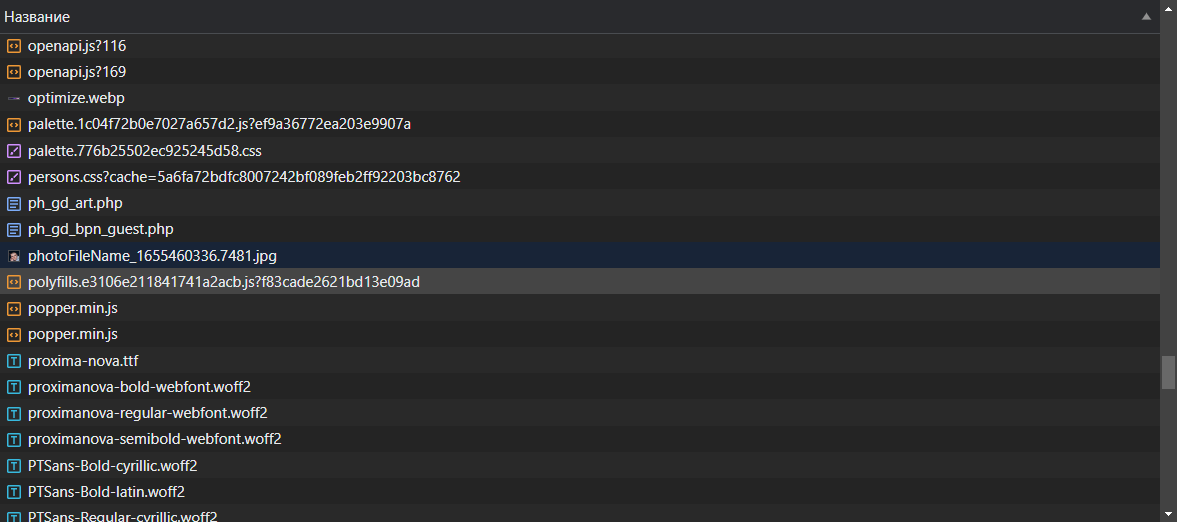 Название
openapi.js?116
openapi.js?169
optimize.webp
palette.1c04f72b0e7027a657d2.js?ef9a36772ea203e9907a
palette.776b25502ec925245d58.css
persons.css?cache=5a6fa72bdfc8007242bf089feb2ff92203bc8762
ph_gd_art.php
ph_gd_bpn_guest.php
photoFileName_1655460336.7481.jpg
polyfills.e3106e211841741a2acb.js?f83cade2621bd13e09ad
popper.min.js
popper.min.js
proxima-nova.ttf
proximanova-bold-webfont.woff2
proximanova-regular-webfont.woff2
proximanova-semibold-webfont.woff2
PTSans-Bold-cyrillic.woff2
PTSans-Bold-latin.woff2
PTSans-Regular-cyrillic.woff2